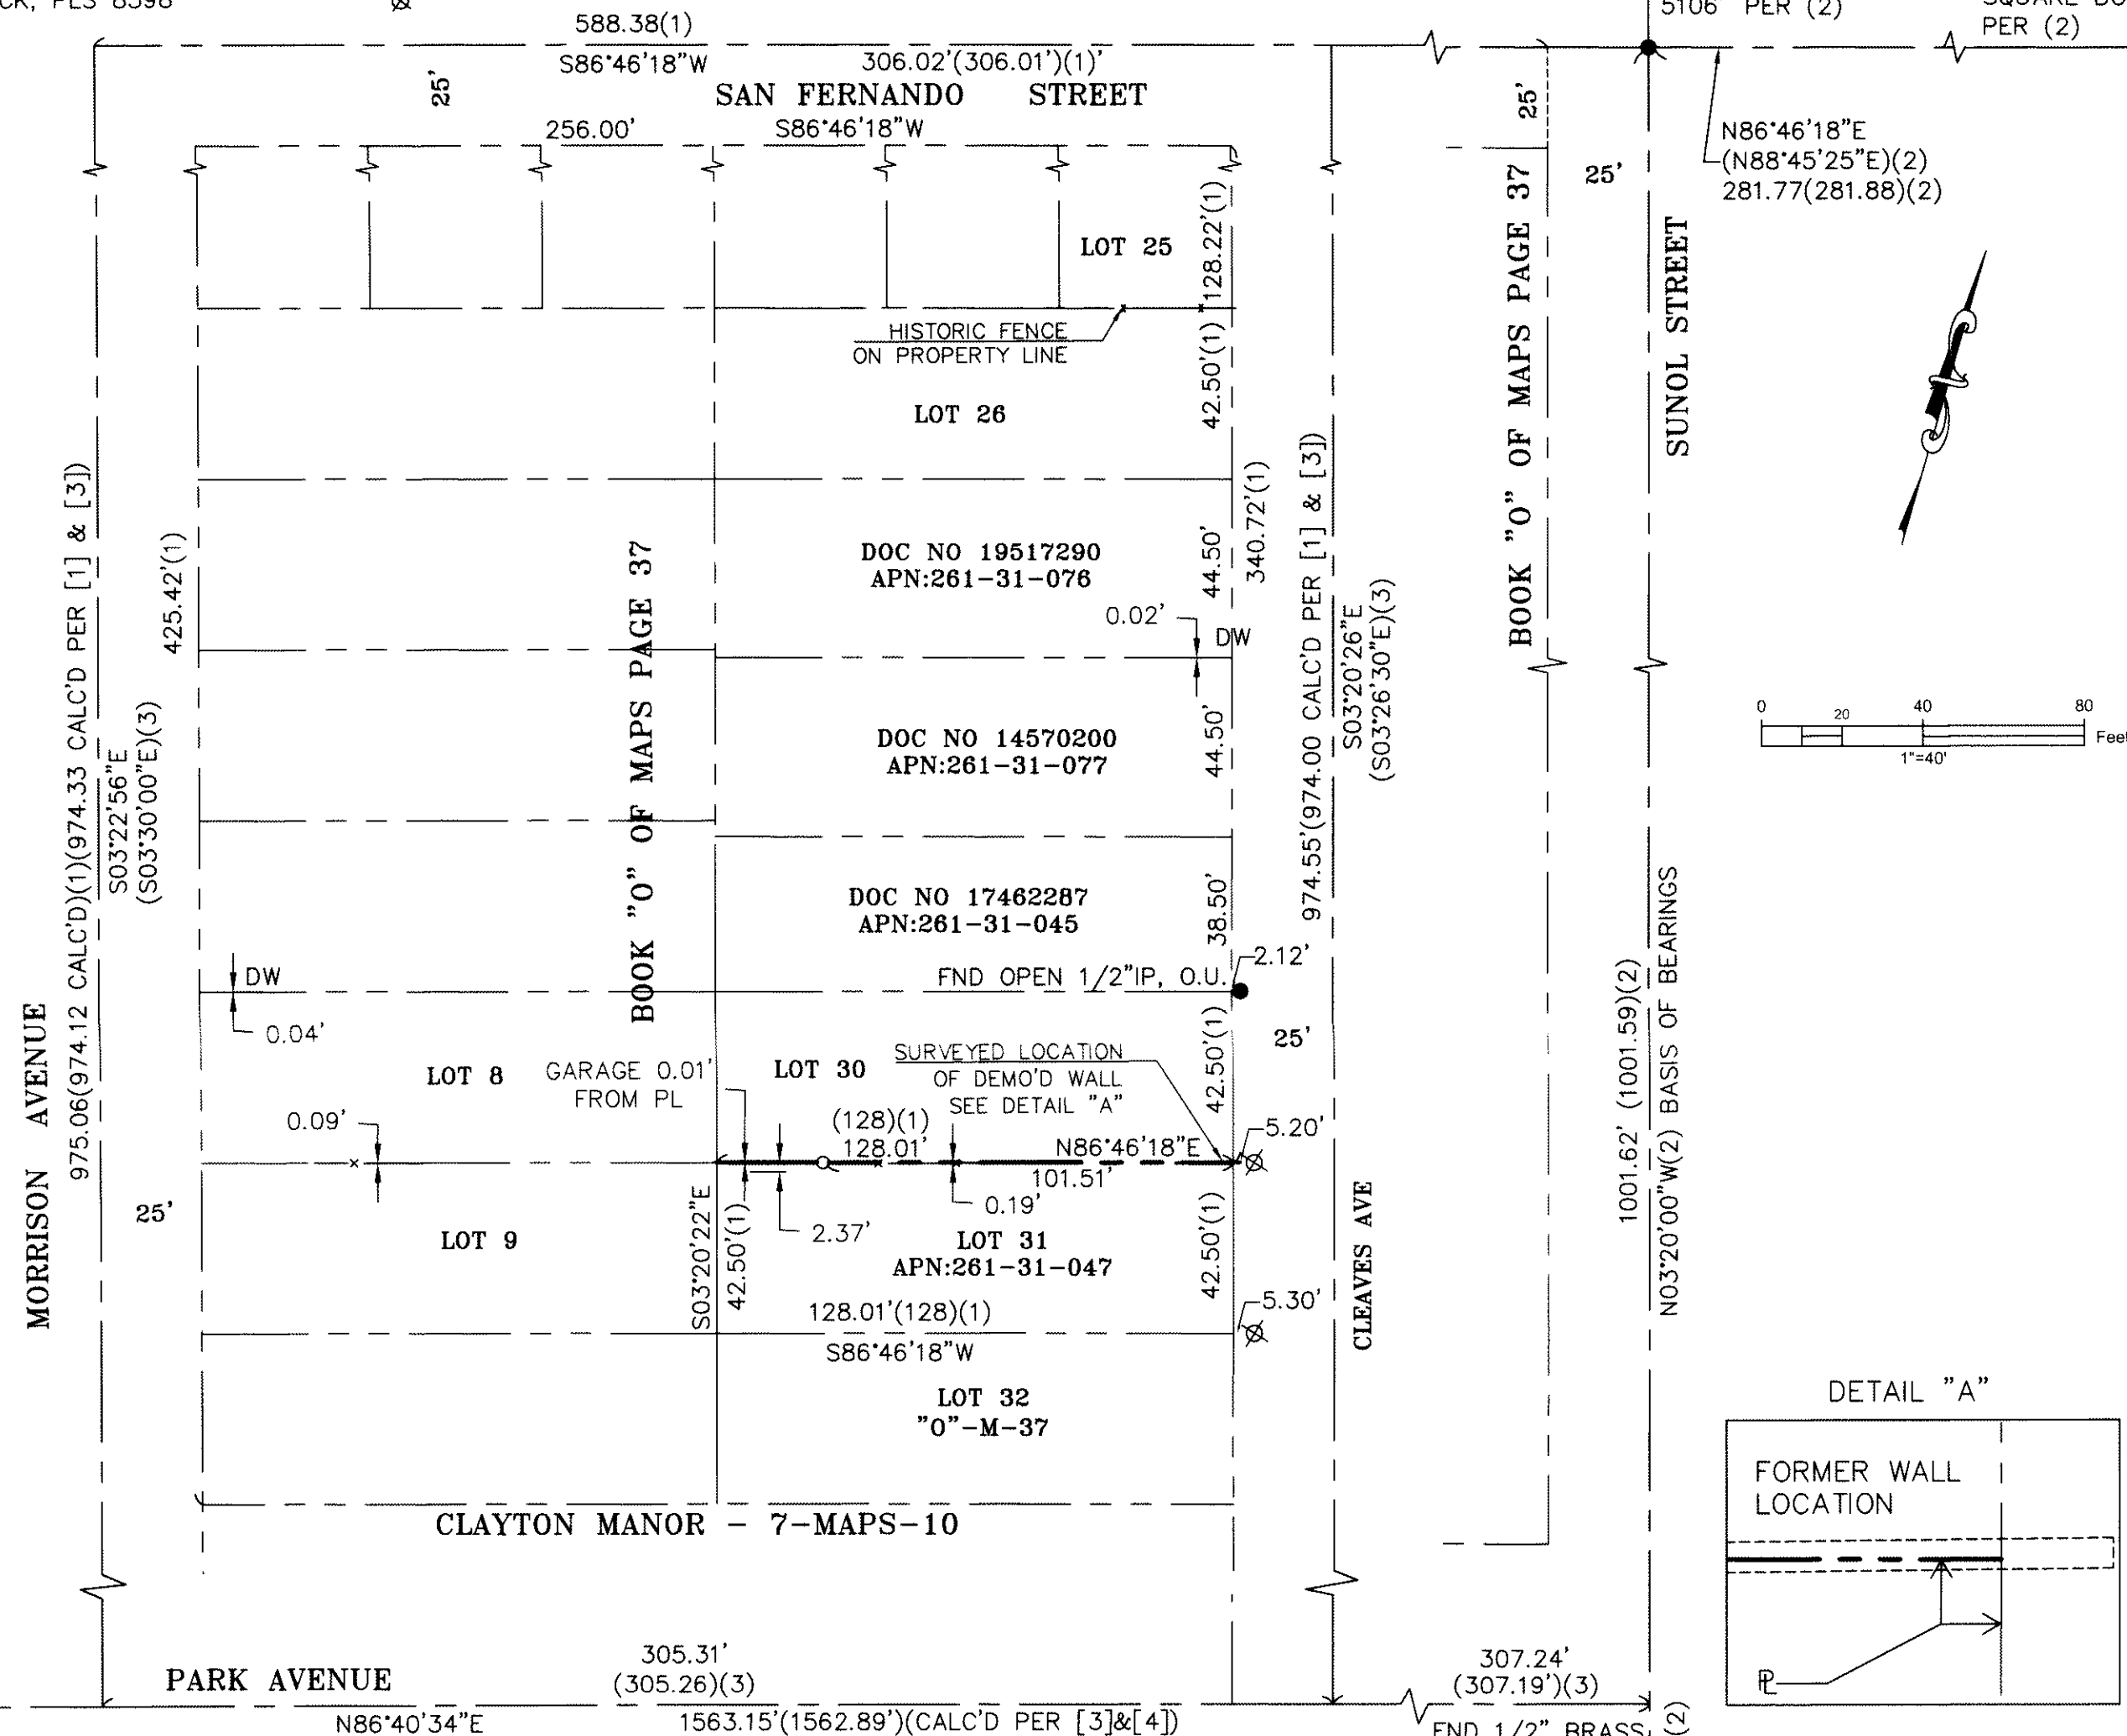 CK, PLS 8598
588.38(1)
S86°46'18"W
306.02'(306.01')(1)'
5106 PER (2)
PER (2)
25'
SAN FERNANDO STREET
256.00'
S86°46'18"W
25'
25'
N86°46'18"E
(N88°45'25"E)(2)
281.77(281.88)(2)
LOT 25
128.22'(1)
HISTORIC FENCE
ON PROPERTY LINE
42.50'(1)
LOT 26
BOOK "O" OF MAPS PAGE 37
SUNOL STREET
DOC NO 19517290
APN:261-31-076
44.50'
340.72'(1)
0.02'
DW
425.42'(1)
BOOK "O" OF MAPS PAGE 37
974.55'(974.00 CALC'D PER [1] & [3])
S03°20'26"E
(S03°26'30"E)(3)
0
20
40
80
Feet
1"=40'
DOC NO 14570200
APN:261-31-077
44.50'
975.06(974.12 CALC'D)(1)(974.33 CALC'D PER [1] & [3])
S03°22'56"E
(S03°30'00"E)(3)
DOC NO 17462287
APN:261-31-045
38.50'
2.12'
FND OPEN 1/2"IP, O.U.
DW
0.04'
MORRISON AVENUE
25'
LOT 8
GARAGE 0.01'
FROM PL
LOT 30
SURVEYED LOCATION
OF DEMO'D WALL
SEE DETAIL "A"
42.50'(1)
1001.62' (1001.59)(2)
N03°20'00"W(2) BASIS OF BEARINGS
0.09'
(128)(1)
128.01'
N86°46'18"E
5.20'
101.51'
0.19'
25'
2.37'
LOT 9
S03°20'22"E
42.50'(1)
LOT 31
APN:261-31-047
42.50'(1)
CLEAVES AVE
5.30'
128.01'(128)(1)
S86°46'18"W
LOT 32
"O"-M-37
CLAYTON MANOR - 7-MAPS-10
DETAIL "A"
FORMER WALL
LOCATION
PL
PARK AVENUE
305.31'
(305.26)(3)
307.24'
(307.19')(3)
N86°40'34"E
1563.15'(1562.89')(CALC'D PER [3]&[4])
FND 1/2" BRASS
(2)